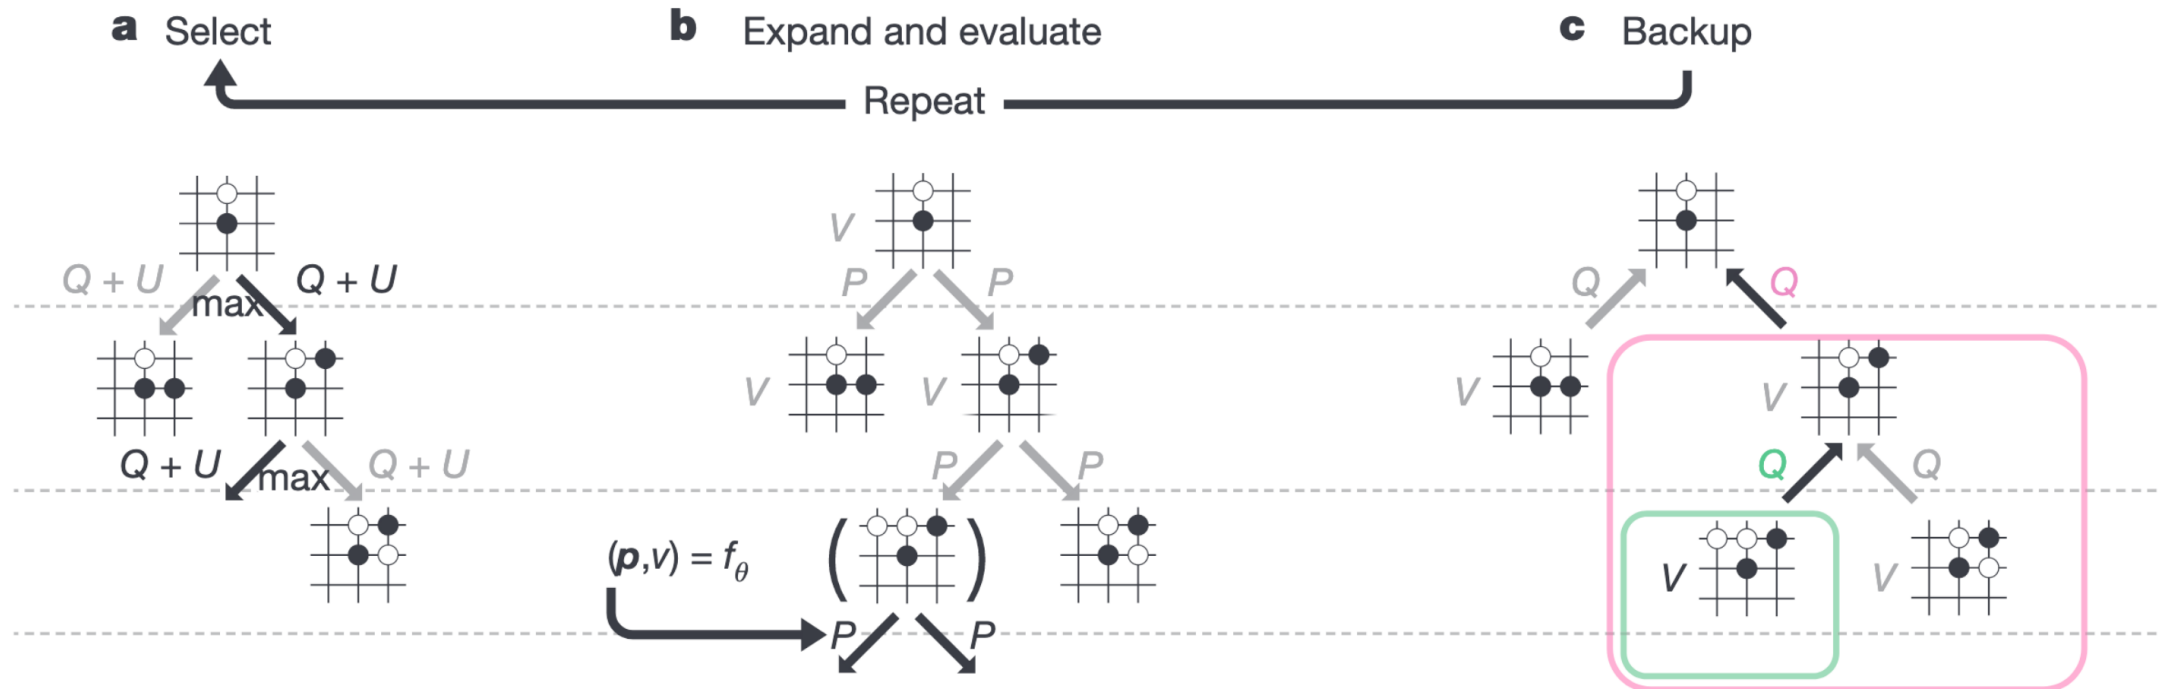 a Select
b Expand and evaluate
c Backup
Repeat
Q + U
Q + U
max
Q + U
max
Q + U
V
P
P
V
V
P
P
(p,v) = fθ
P
P
Q
Q
V
V
Q
Q
V
V